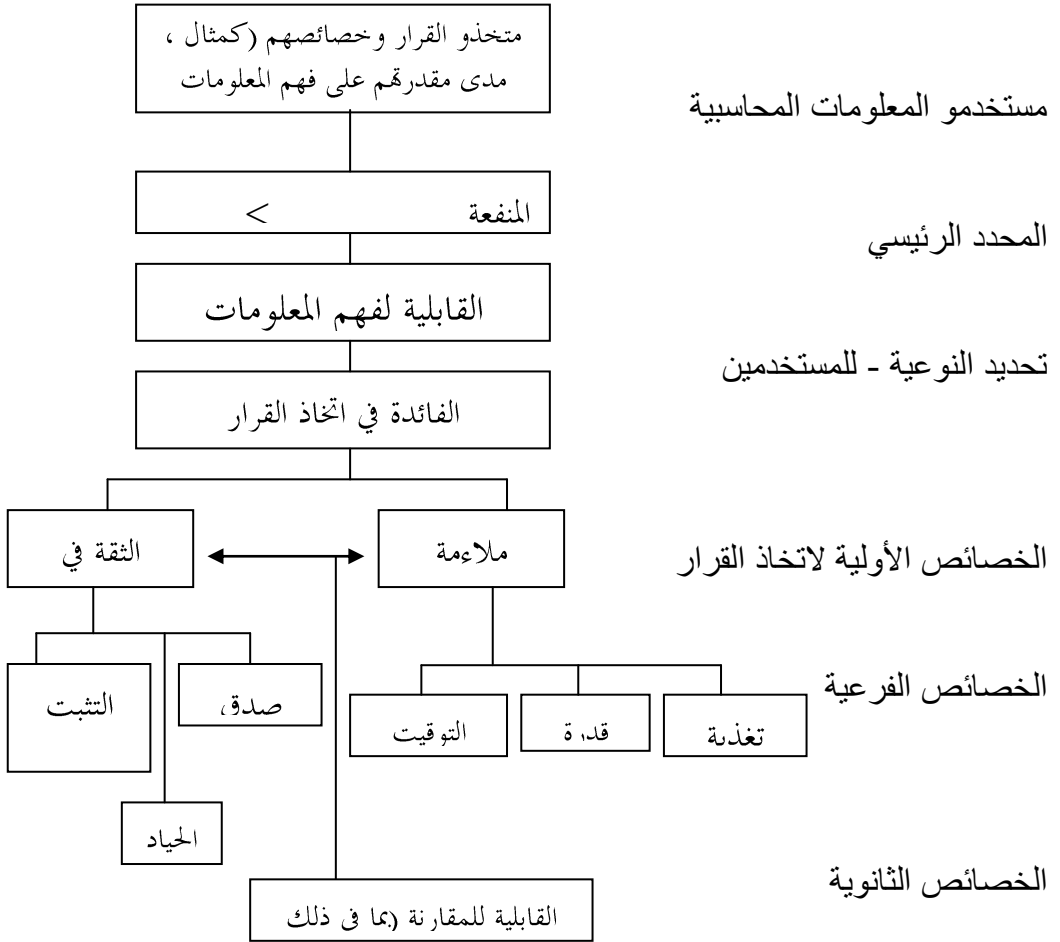 متخذو القرار وخصائصهم (كمثال ،
مدى مقدرتهم على فهم المعلومات
مستخدمو المعلومات المحاسبية
المنفعة >
المحدد الرئيسي
القابلية لفهم المعلومات
تحديد النوعية - للمستخدمين
الفائدة في اتخاذ القرار
ملاءمة
الثقة في
الخصائص الأولية لاتخاذ القرار
الخصائص الفرعية
تغذية
قدرة
التوقيت
صدق
التثبت
الحياد
الخصائص الثانوية
القابلية للمقارنة (بما في ذلك